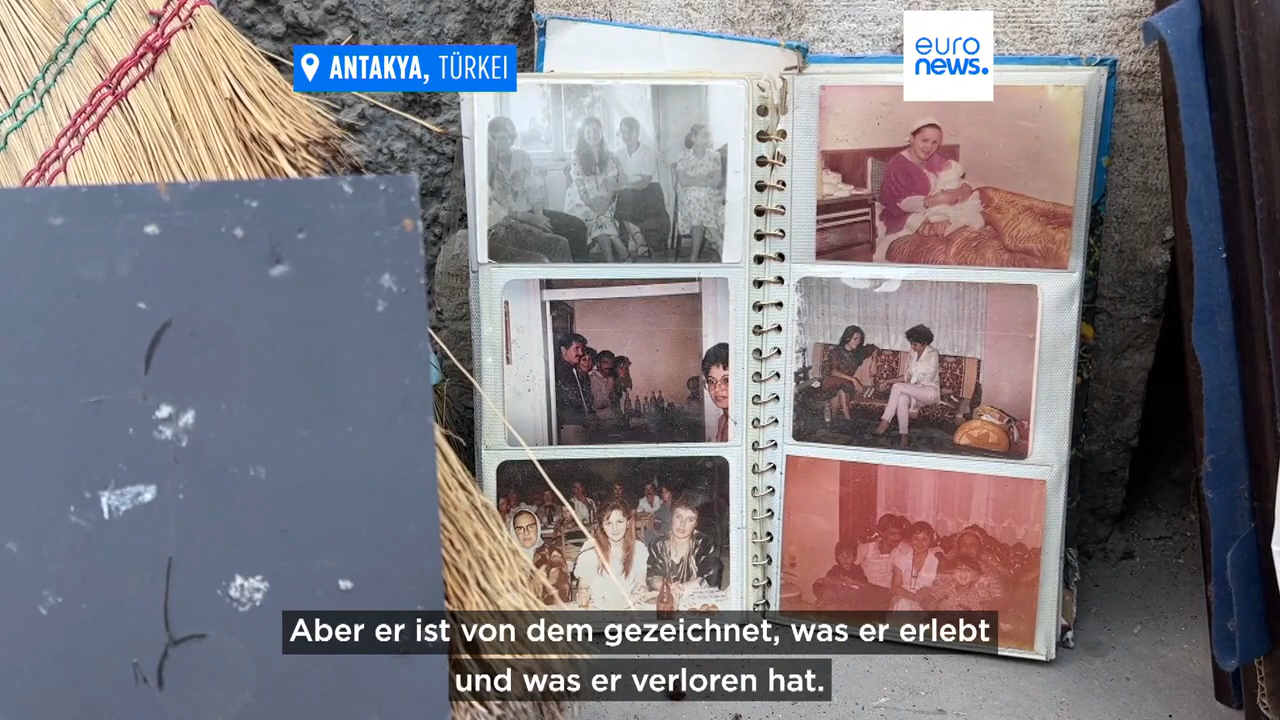 ANTAKYA, TÜRKEI
euro
news.
Aber er ist von dem gezeichnet, was er erlebt
und was er verloren hat.